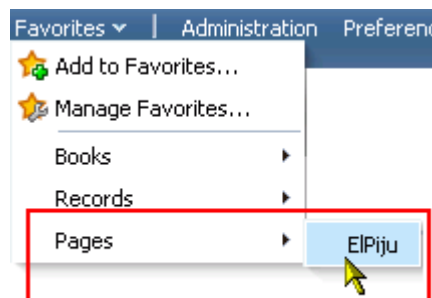 Favorites | Administration Preferenc
Add to Favorites...
Manage Favorites...
Books
Records
Pages ElPiju